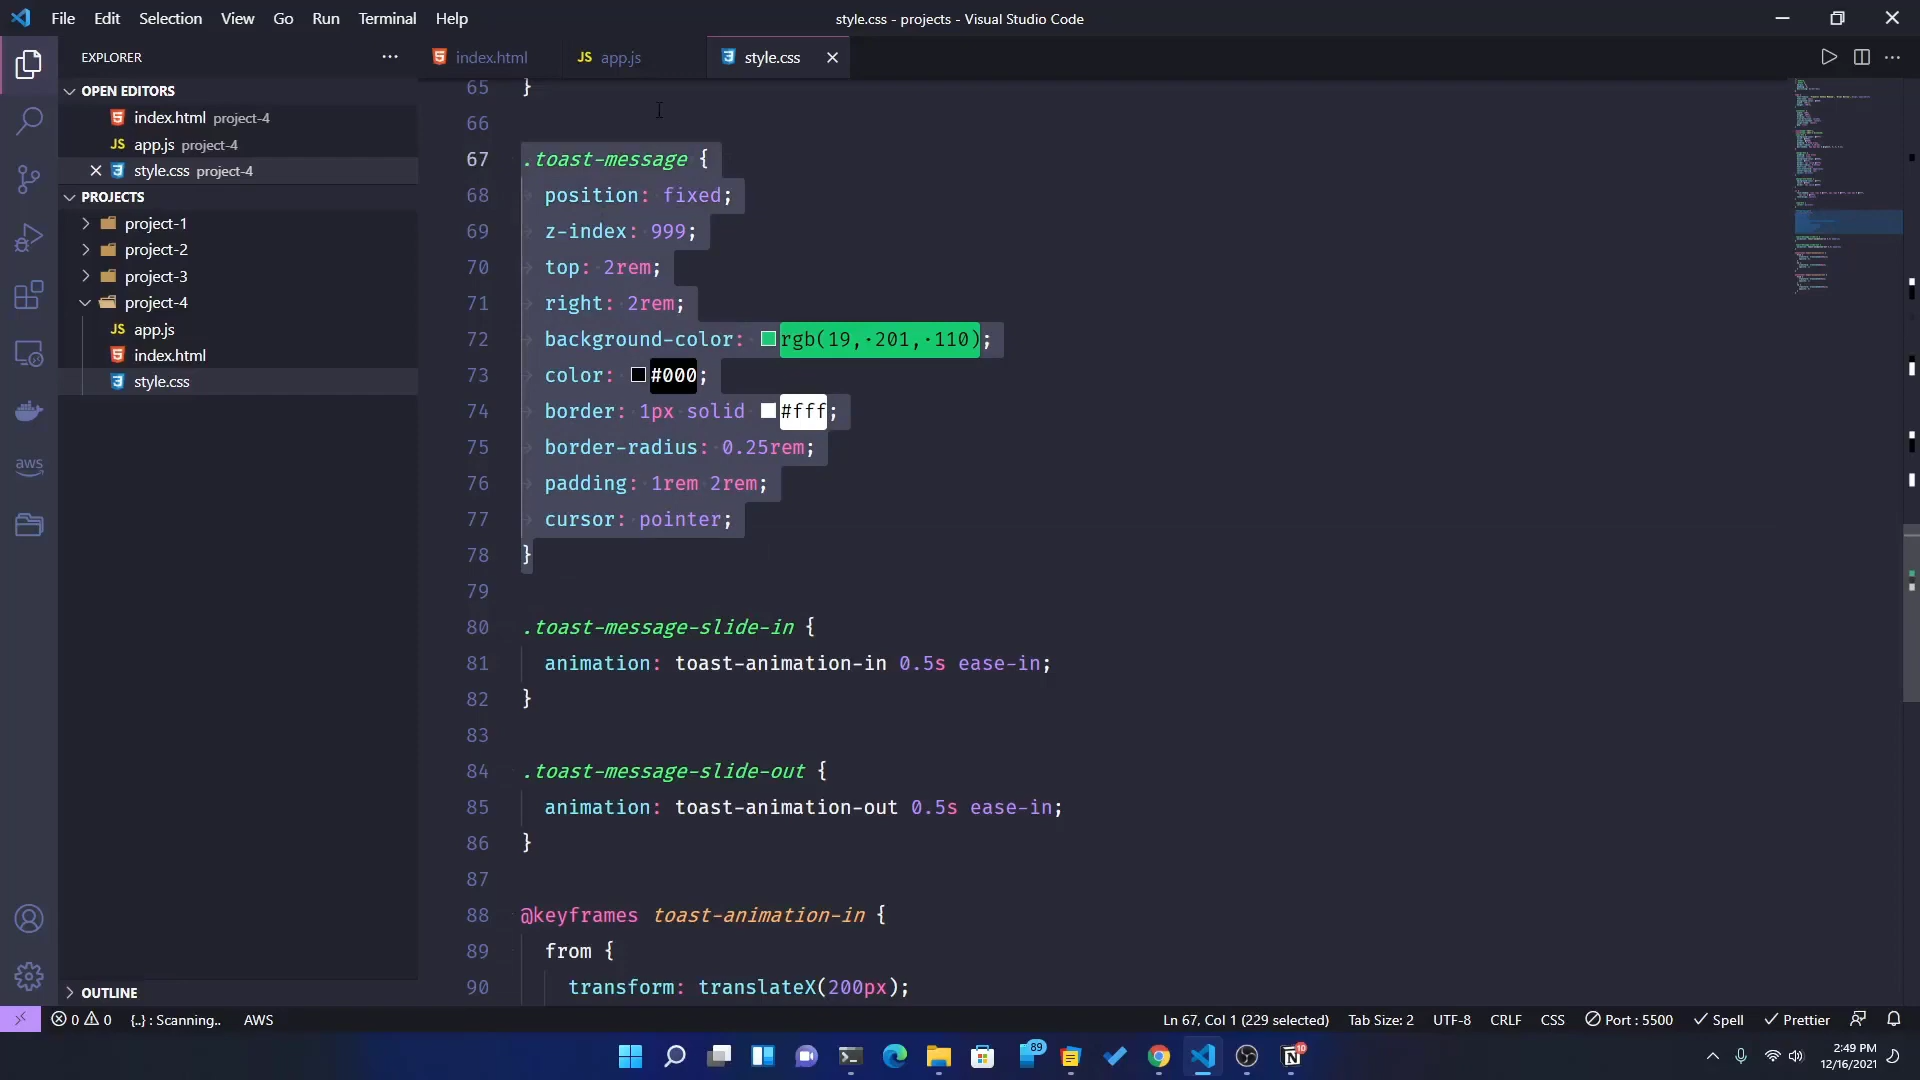 File Edit Selection View Go Run Terminal Help
style.css - projects - Visual Studio Code
EXPLORER
index.html
JS app.js
style.css
OPEN EDITORS
index.html project-4
JS app.js project-4
style.css project-4
PROJECTS
project-1
project-2
project-3
project-4
JS app.js
index.html
style.css
aws
OUTLINE
65 }
66
67 .toast-message {
68 position: fixed;
69 z-index: 999;
70 top: 2rem;
71 right: 2rem;
72 background-color: rgb(19, 201, 110);
73 color: #000;
74 border: 1px solid #fff;
75 border-radius: 0.25rem;
76 padding: 1rem 2rem;
77 cursor: pointer;
78 }
79
80 .toast-message-slide-in {
81 animation: toast-animation-in 0.5s ease-in;
82 }
83
84 .toast-message-slide-out {
85 animation: toast-animation-out 0.5s ease-in;
86 }
87
88 @keyframes toast-animation-in {
89 from {
90 transform: translateX(200px);
0 0 {..} : Scanning.. AWS
Ln 67, Col 1 (229 selected) Tab Size: 2 UTF-8 CRLF CSS Port : 5500 Spell Prettier
89
10
2:49 PM
12/16/2021